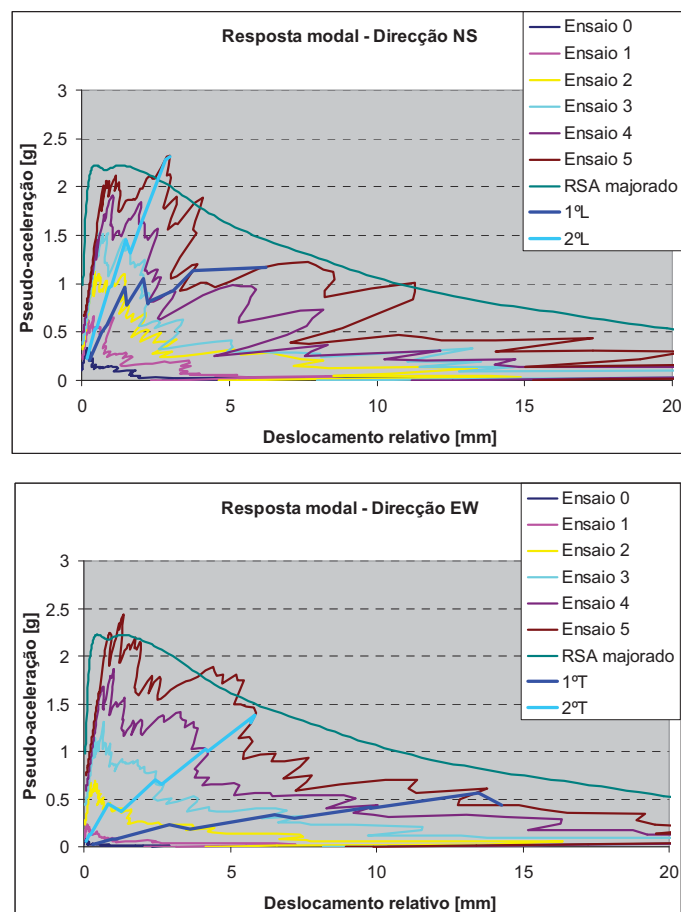 Resposta modal - Direcção NS
Ensaio 0
Ensaio 1
Ensaio 2
Ensaio 3
Ensaio 4
Ensaio 5
RSA majorado
1ºL
2ºL
Pseudo-aceleração [g]
3
2.5
2
1.5
1
0.5
0
0 5 10 15 20
Deslocamento relativo [mm]
Resposta modal - Direcção EW
Ensaio 0
Ensaio 1
Ensaio 2
Ensaio 3
Ensaio 4
Ensaio 5
RSA majorado
1ºT
2ºT
Pseudo-aceleração [g]
3
2.5
2
1.5
1
0.5
0
0 5 10 15 20
Deslocamento relativo [mm]